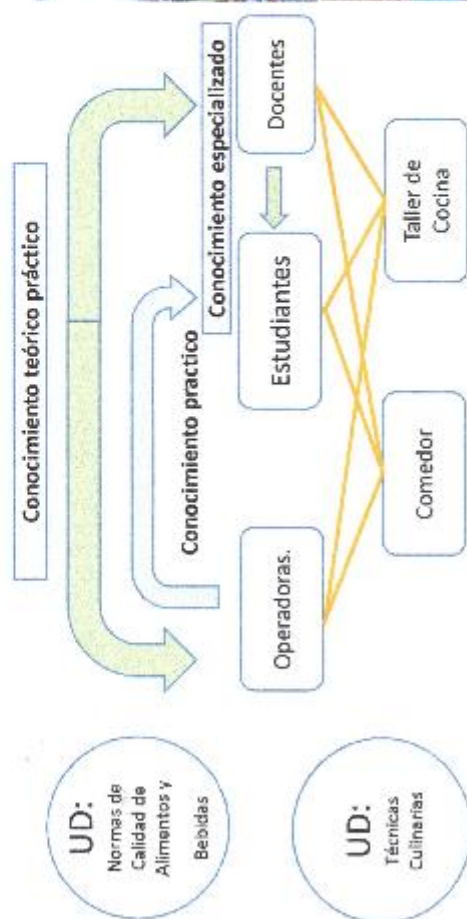 Conocimiento teórico práctico
Conocimiento practico
Conocimiento especializado
Operadoras.
Estudiantes
Docentes
Comedor
Taller de
Cocina
UD:
Normas de
Calidad de
Alimentos y
Bebidas
UD:
Técnicas
Culinarias